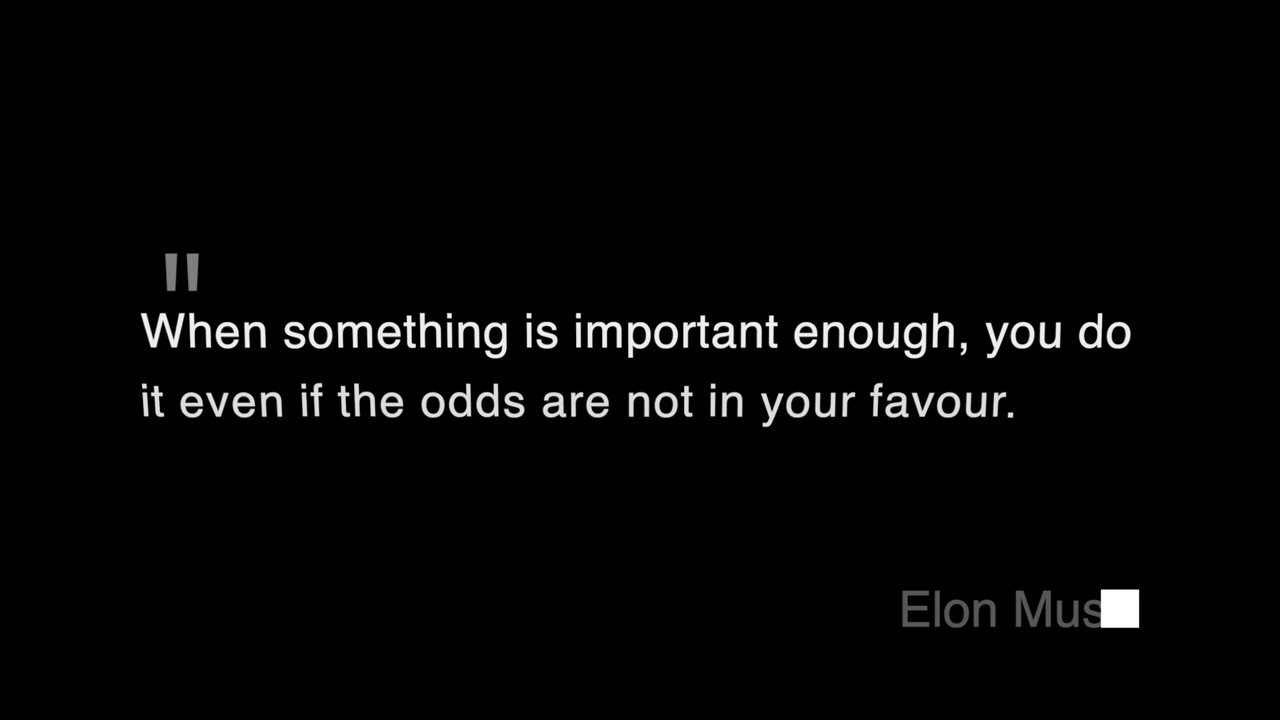 "
When something is important enough, you do
it even if the odds are not in your favour.
Elon Mus